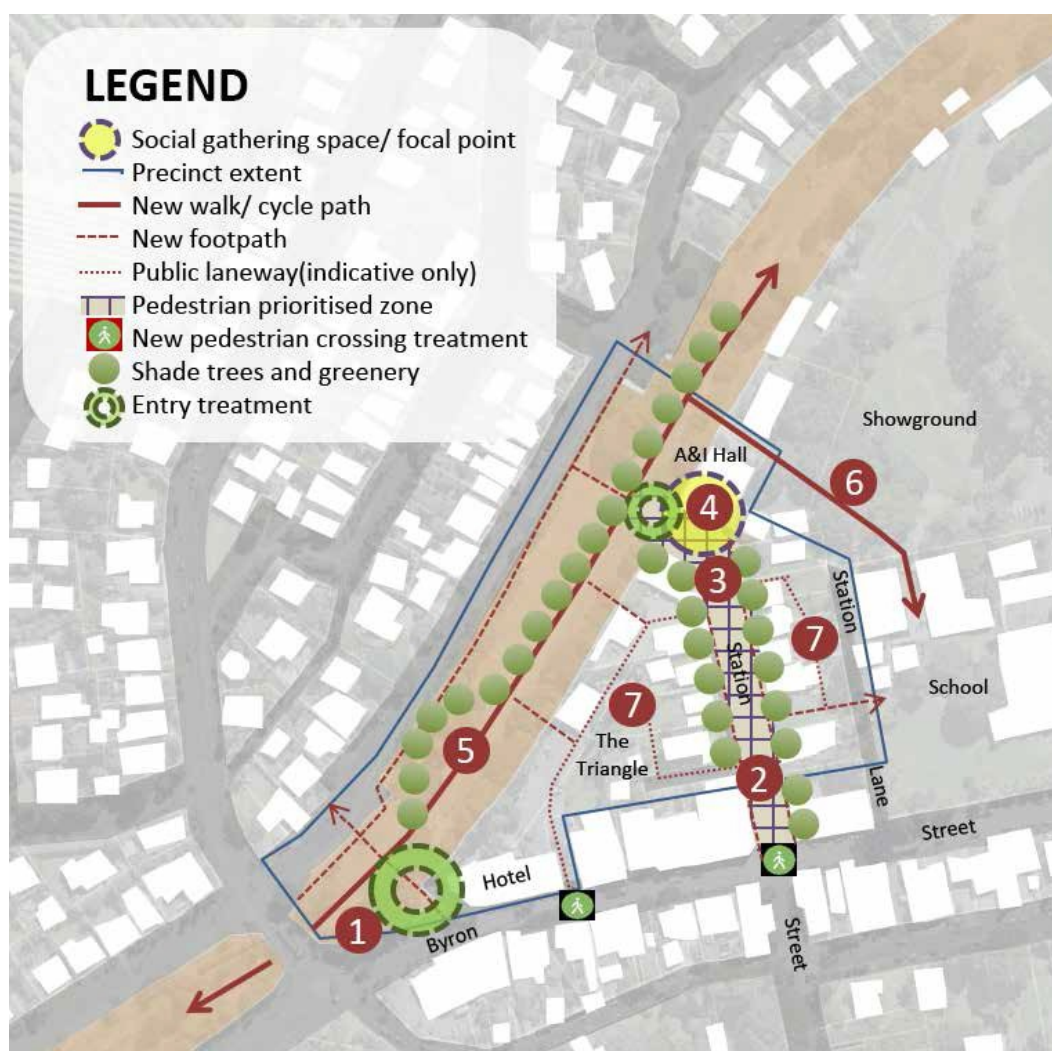 LEGEND
Social gathering space/ focal point
Precinct extent
New walk/ cycle path
New footpath
Public laneway(indicative only)
Pedestrian prioritised zone
New pedestrian crossing treatment
Shade trees and greenery
Entry treatment
Showground
A&I Hall
6
4
3
Station
7
Station
School
7
The
Triangle
5
2
Lane
Street
Hotel
1
Byron
Street